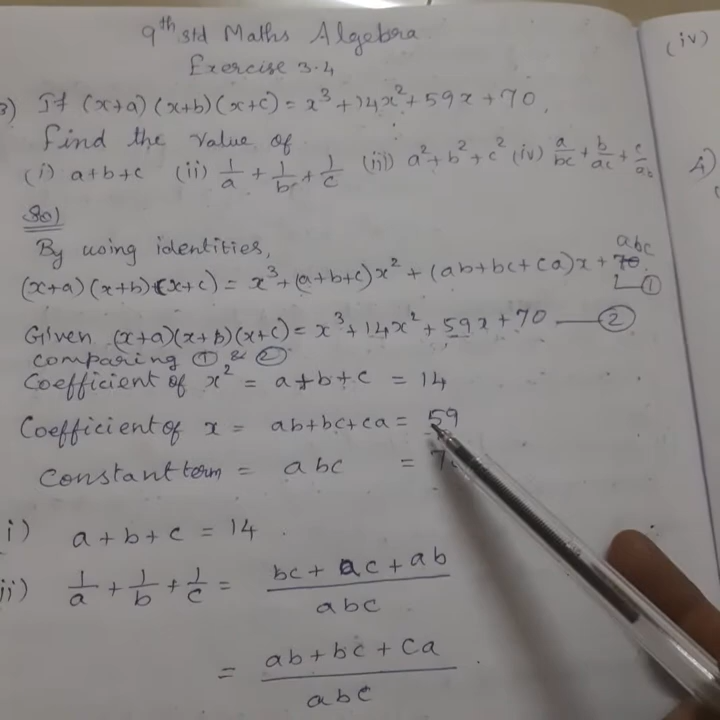 9th std Maths Algebra
Exercise 3.4
3) If (x+a)(x+b)(x+c) = x³+14x²+59x+70,
find the value of
(i) a+b+c (ii) 1/a + 1/b + 1/c (iii) a²+b²+c² (iv) a/bc + b/ac + c/ab
Sol
By using identities,
(x+a)(x+b)(x+c) = x³+(a+b+c)x² + (ab+bc+ca)x + abc ①
Given (x+a)(x+b)(x+c) = x³+14x²+59x+70 — ②
comparing ① & ②
Coefficient of x² = a+b+c = 14
Coefficient of x = ab+bc+ca = 59
Constant term = abc =
i) a+b+c = 14.
ii) 1/a + 1/b + 1/c = (bc+ac+ab)/abc
= (ab+bc+ca)/abc.
(iv)
4)